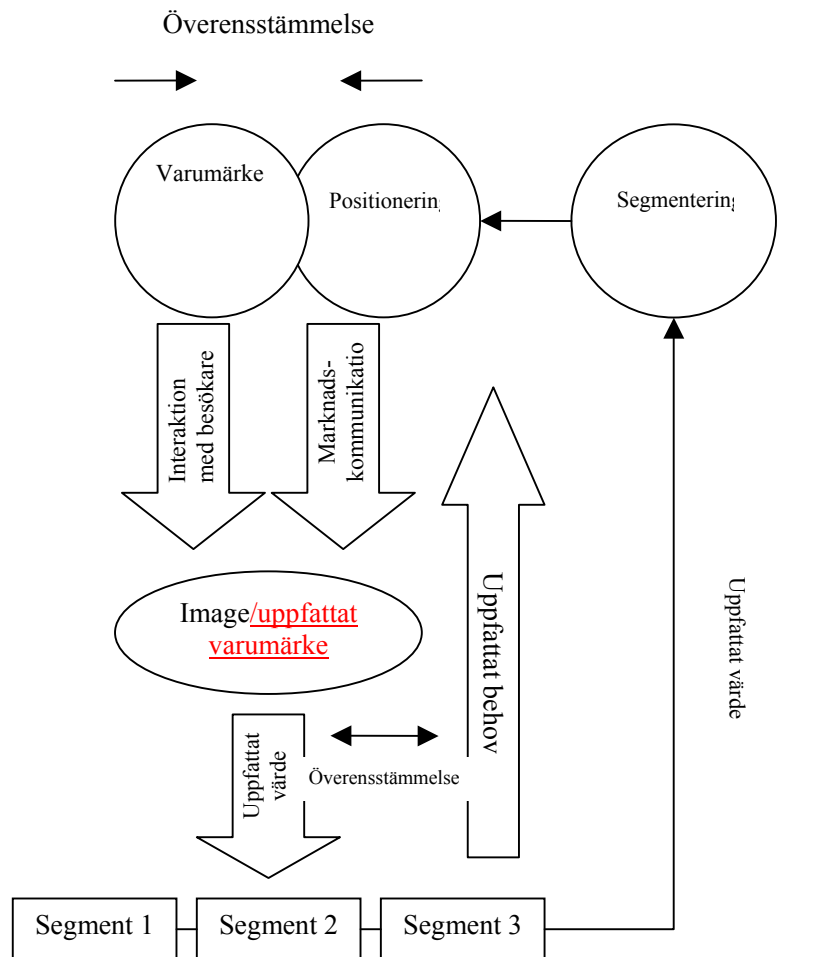 Överensstämmelse
Varumärke
Positionerin
Segmentering
Interaktion
med besökare
Marknads-
kommunikatio
Image/uppfattat
varumärke
Uppfattat behov
Uppfattat värde
Uppfattat
värde
Överensstämmelse
Segment 1
Segment 2
Segment 3